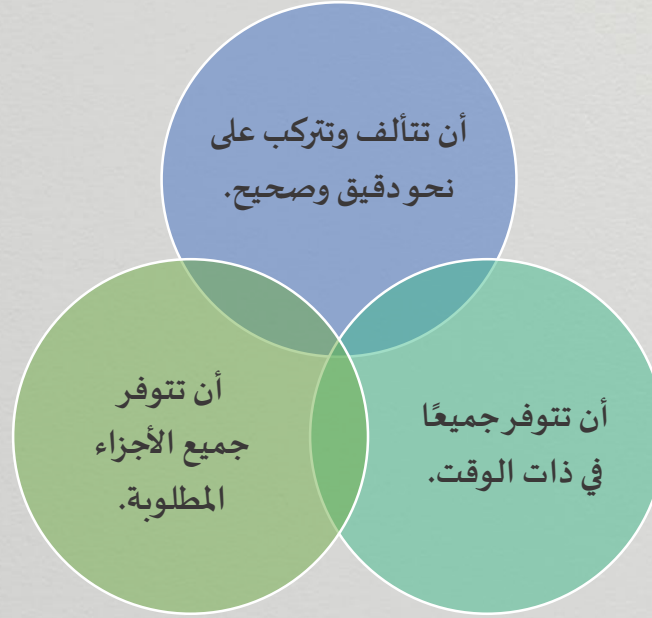 أن تتألف وتتركب على
نحو دقيق وصحيح.
أن تتوفر جميعًا
في ذات الوقت.
أن تتوفر
جميع الأجزاء
المطلوبة.